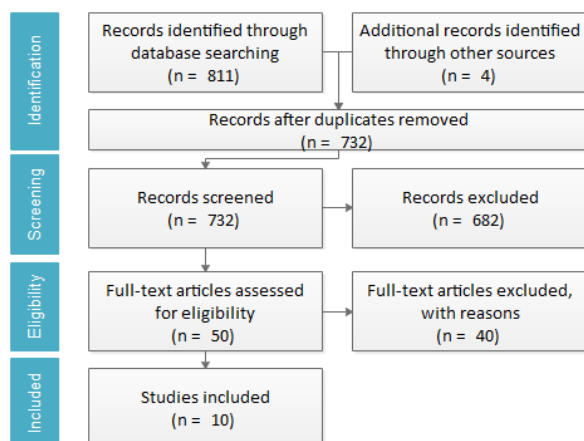 Identification
Records identified through
database searching
(n = 811)
Additional records identified
through other sources
(n = 4)
Records after duplicates removed
(n = 732)
Screening
Records screened
(n = 732)
Records excluded
(n = 682)
Eligibility
Full-text articles assessed
for eligibility
(n = 50)
Full-text articles excluded,
with reasons
(n = 40)
Included
Studies included
(n = 10)